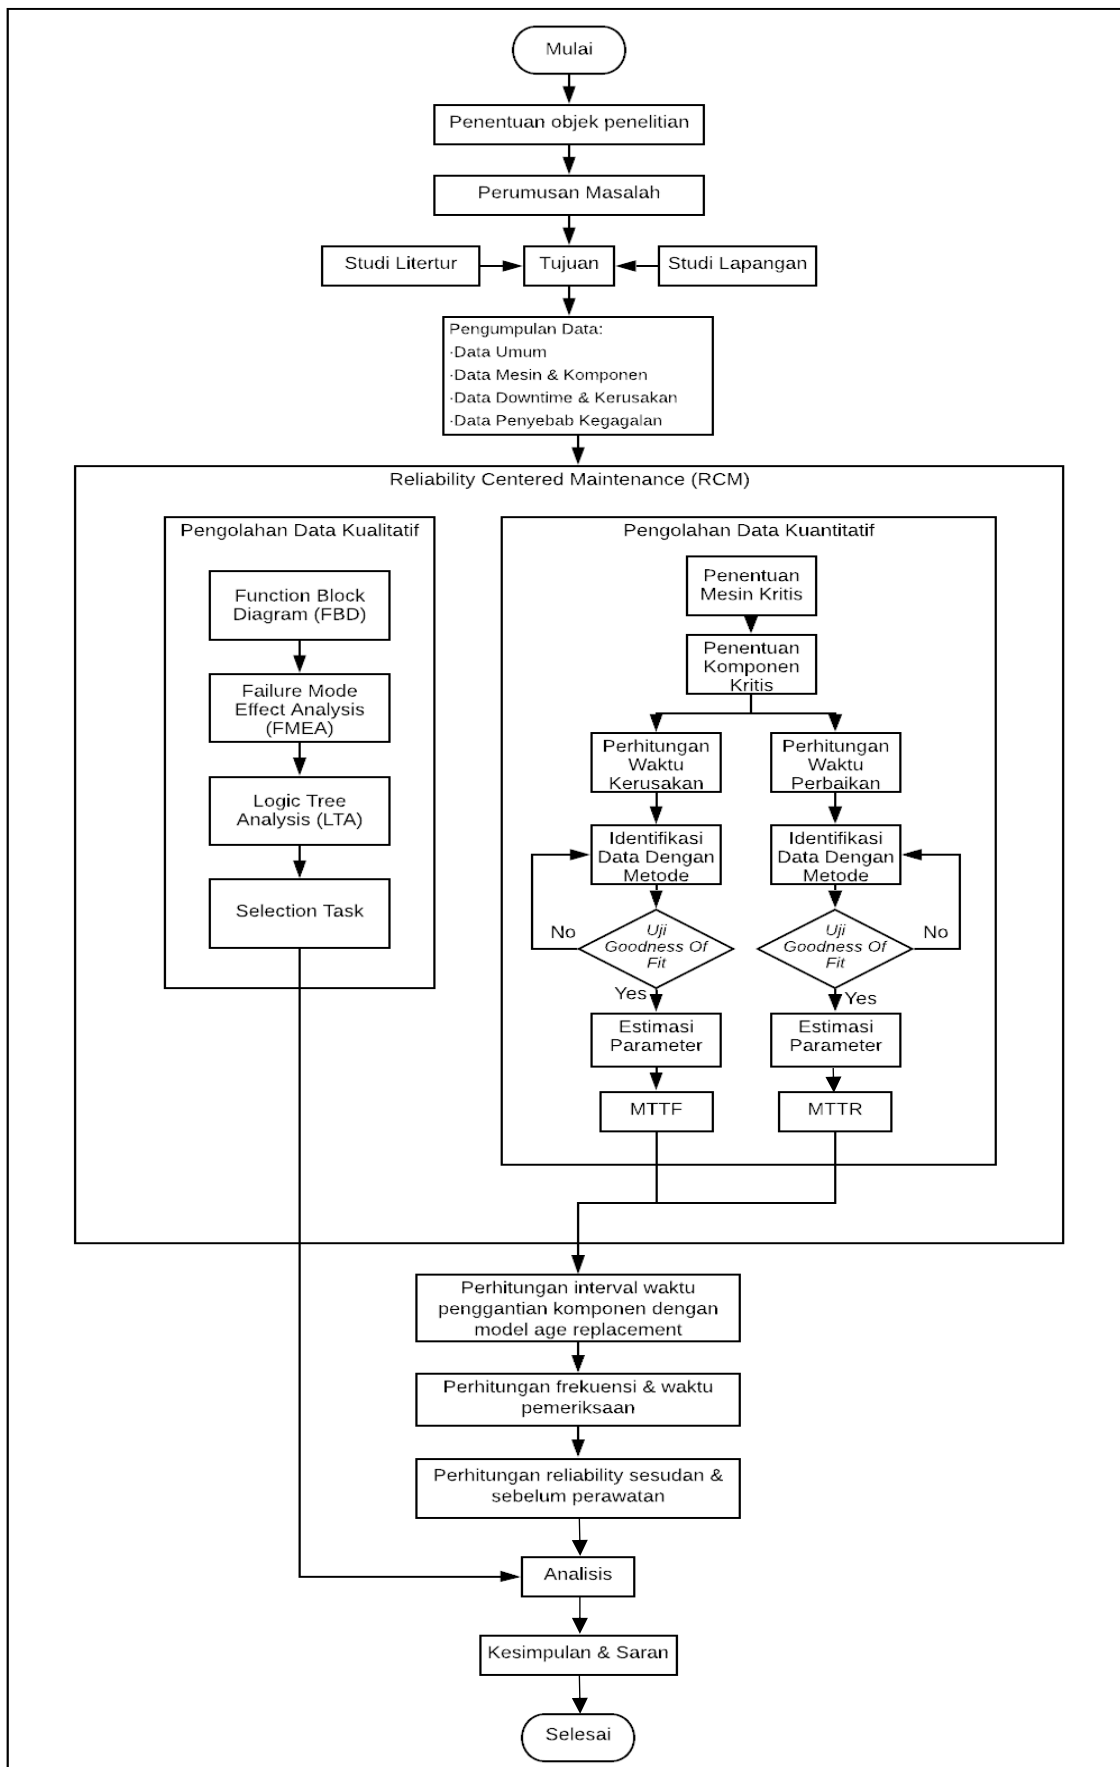 Mulai
Penentuan objek penelitian
Perumusan Masalah
Studi Litertur
Tujuan
Studi Lapangan
Pengumpulan Data:
·Data Umum
·Data Mesin & Komponen
·Data Downtime & Kerusakan
·Data Penyebab Kegagalan
Reliability Centered Maintenance (RCM)
Pengolahan Data Kualitatif
Function Block
Diagram (FBD)
Failure Mode
Effect Analysis
(FMEA)
Logic Tree
Analysis (LTA)
Selection Task
Pengolahan Data Kuantitatif
Penentuan
Mesin Kritis
Penentuan
Komponen
Kritis
Perhitungan
Waktu
Kerusakan
Perhitungan
Waktu
Perbaikan
Identifikasi
Data Dengan
Metode
Identifikasi
Data Dengan
Metode
No
Uji
Goodness Of
Fit
Uji
Goodness Of
Fit
No
Yes
Yes
Estimasi
Parameter
Estimasi
Parameter
MTTF
MTTR
Perhitungan interval waktu
penggantian komponen dengan
model age replacement
Perhitungan frekuensi & waktu
pemeriksaan
Perhitungan reliability sesudan &
sebelum perawatan
Analisis
Kesimpulan & Saran
Selesai